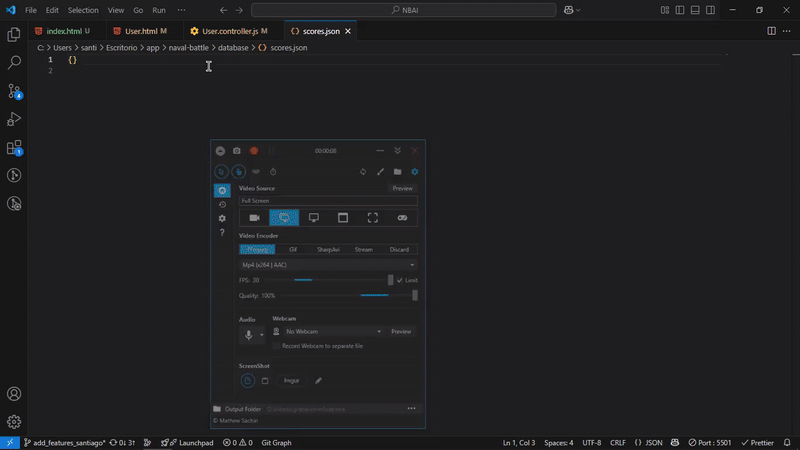 File Edit Selection View Go Run ··· NBAI
index.html U User.html M User.controller.js M {} scores.json
C: > Users > santi > Escritorio > app > naval-battle > database > {} scores.json
1 {}
2
00:00:00
Video Source Preview
Full Screen
Video Encoder
FFmpeg Gif SharpAvi Stream Discard
Mp4 (x264 | AAC)
FPS: 30 Limit
Quality: 100%
Audio Webcam
No Webcam Preview
Record Webcam to separate file
ScreenShot
Imgur
Output Folder
© Mathew Sachin
add_features_santiago* 0↓ 3↑ Launchpad 0 0 Git Graph Ln 1, Col 3 Spaces: 4 UTF-8 CRLF {} JSON Port : 5501 Prettier